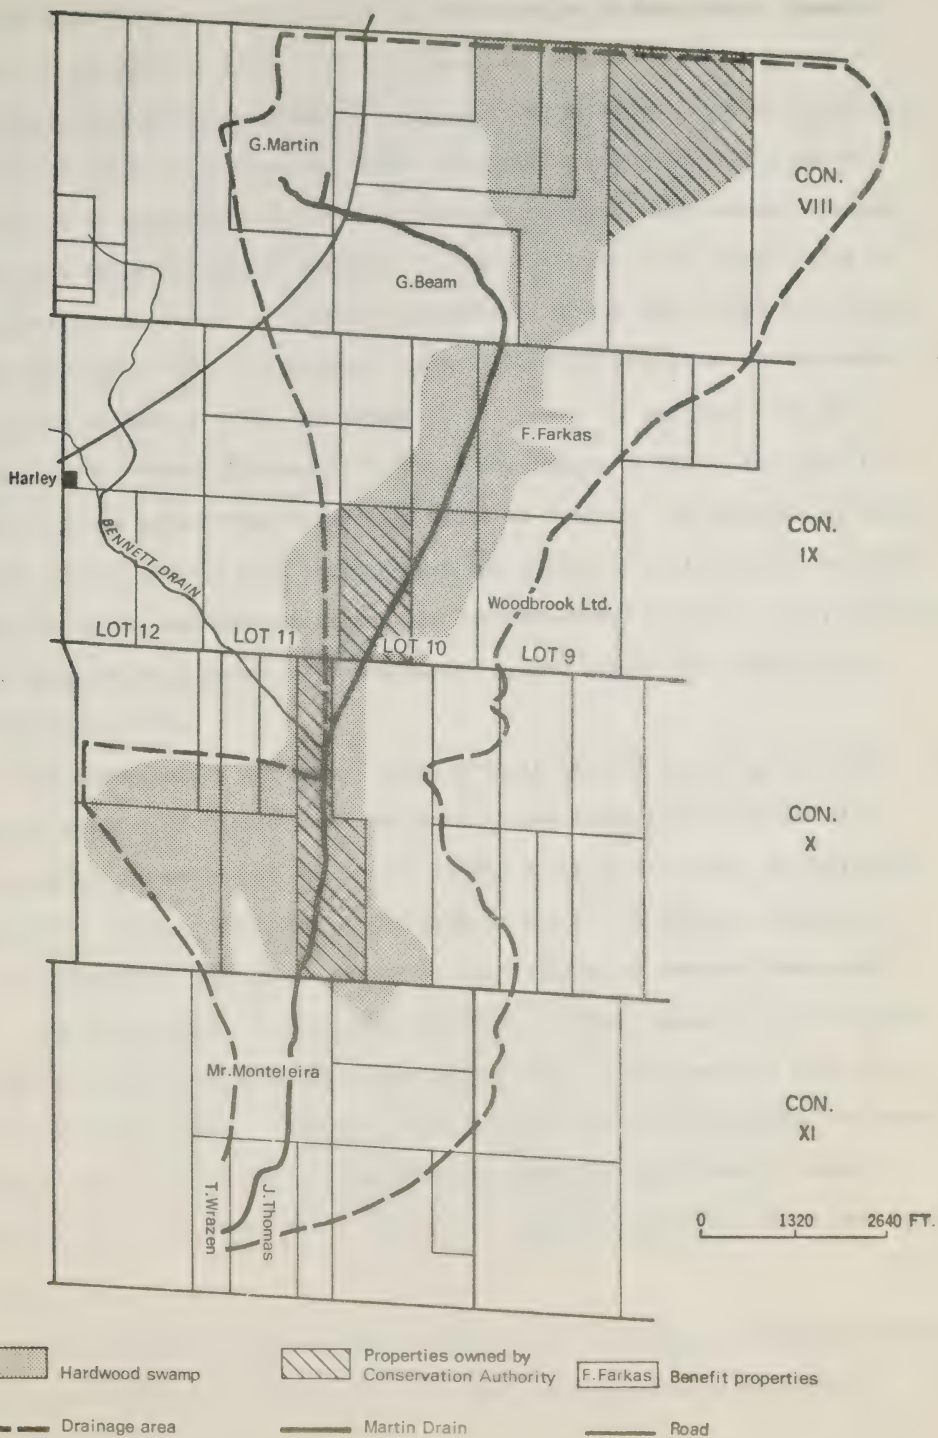 G.Martin
CON.
VIII
G.Beam
F.Farkas
Harley
CON.
IX
BENNETT DRAIN
Woodbrook Ltd.
LOT 12
LOT 11
LOT 10
LOT 9
CON.
X
Mr.Monteleira
CON.
XI
T.Wrazen
J.Thomas
0 1320 2640 FT.
Hardwood swamp
Properties owned by
Conservation Authority
F.Farkas Benefit properties
Drainage area
Martin Drain
Road